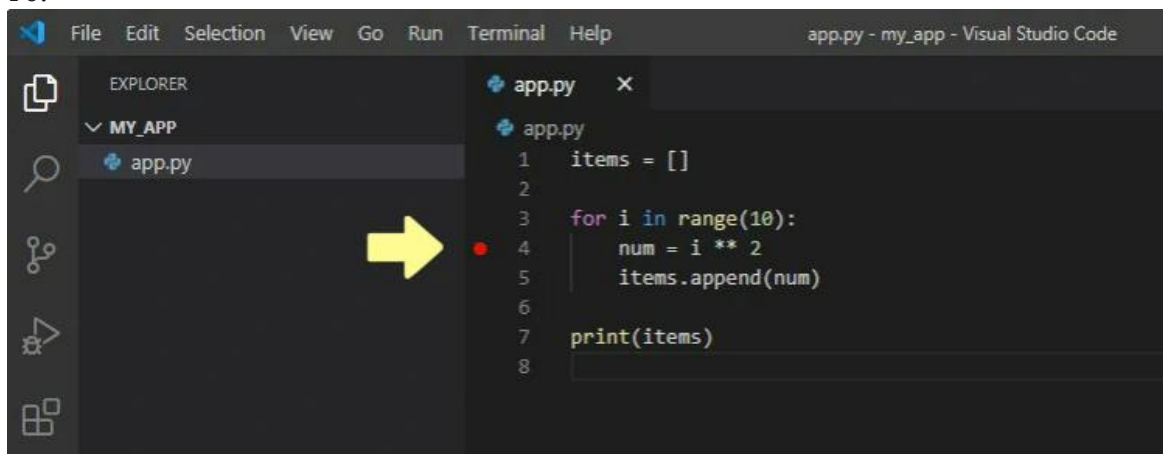 File Edit Selection View Go Run Terminal Help app.py - my_app - Visual Studio Code
EXPLORER
MY_APP
app.py
app.py
app.py
1 items = []
2
3 for i in range(10):
4     num = i ** 2
5     items.append(num)
6
7 print(items)
8